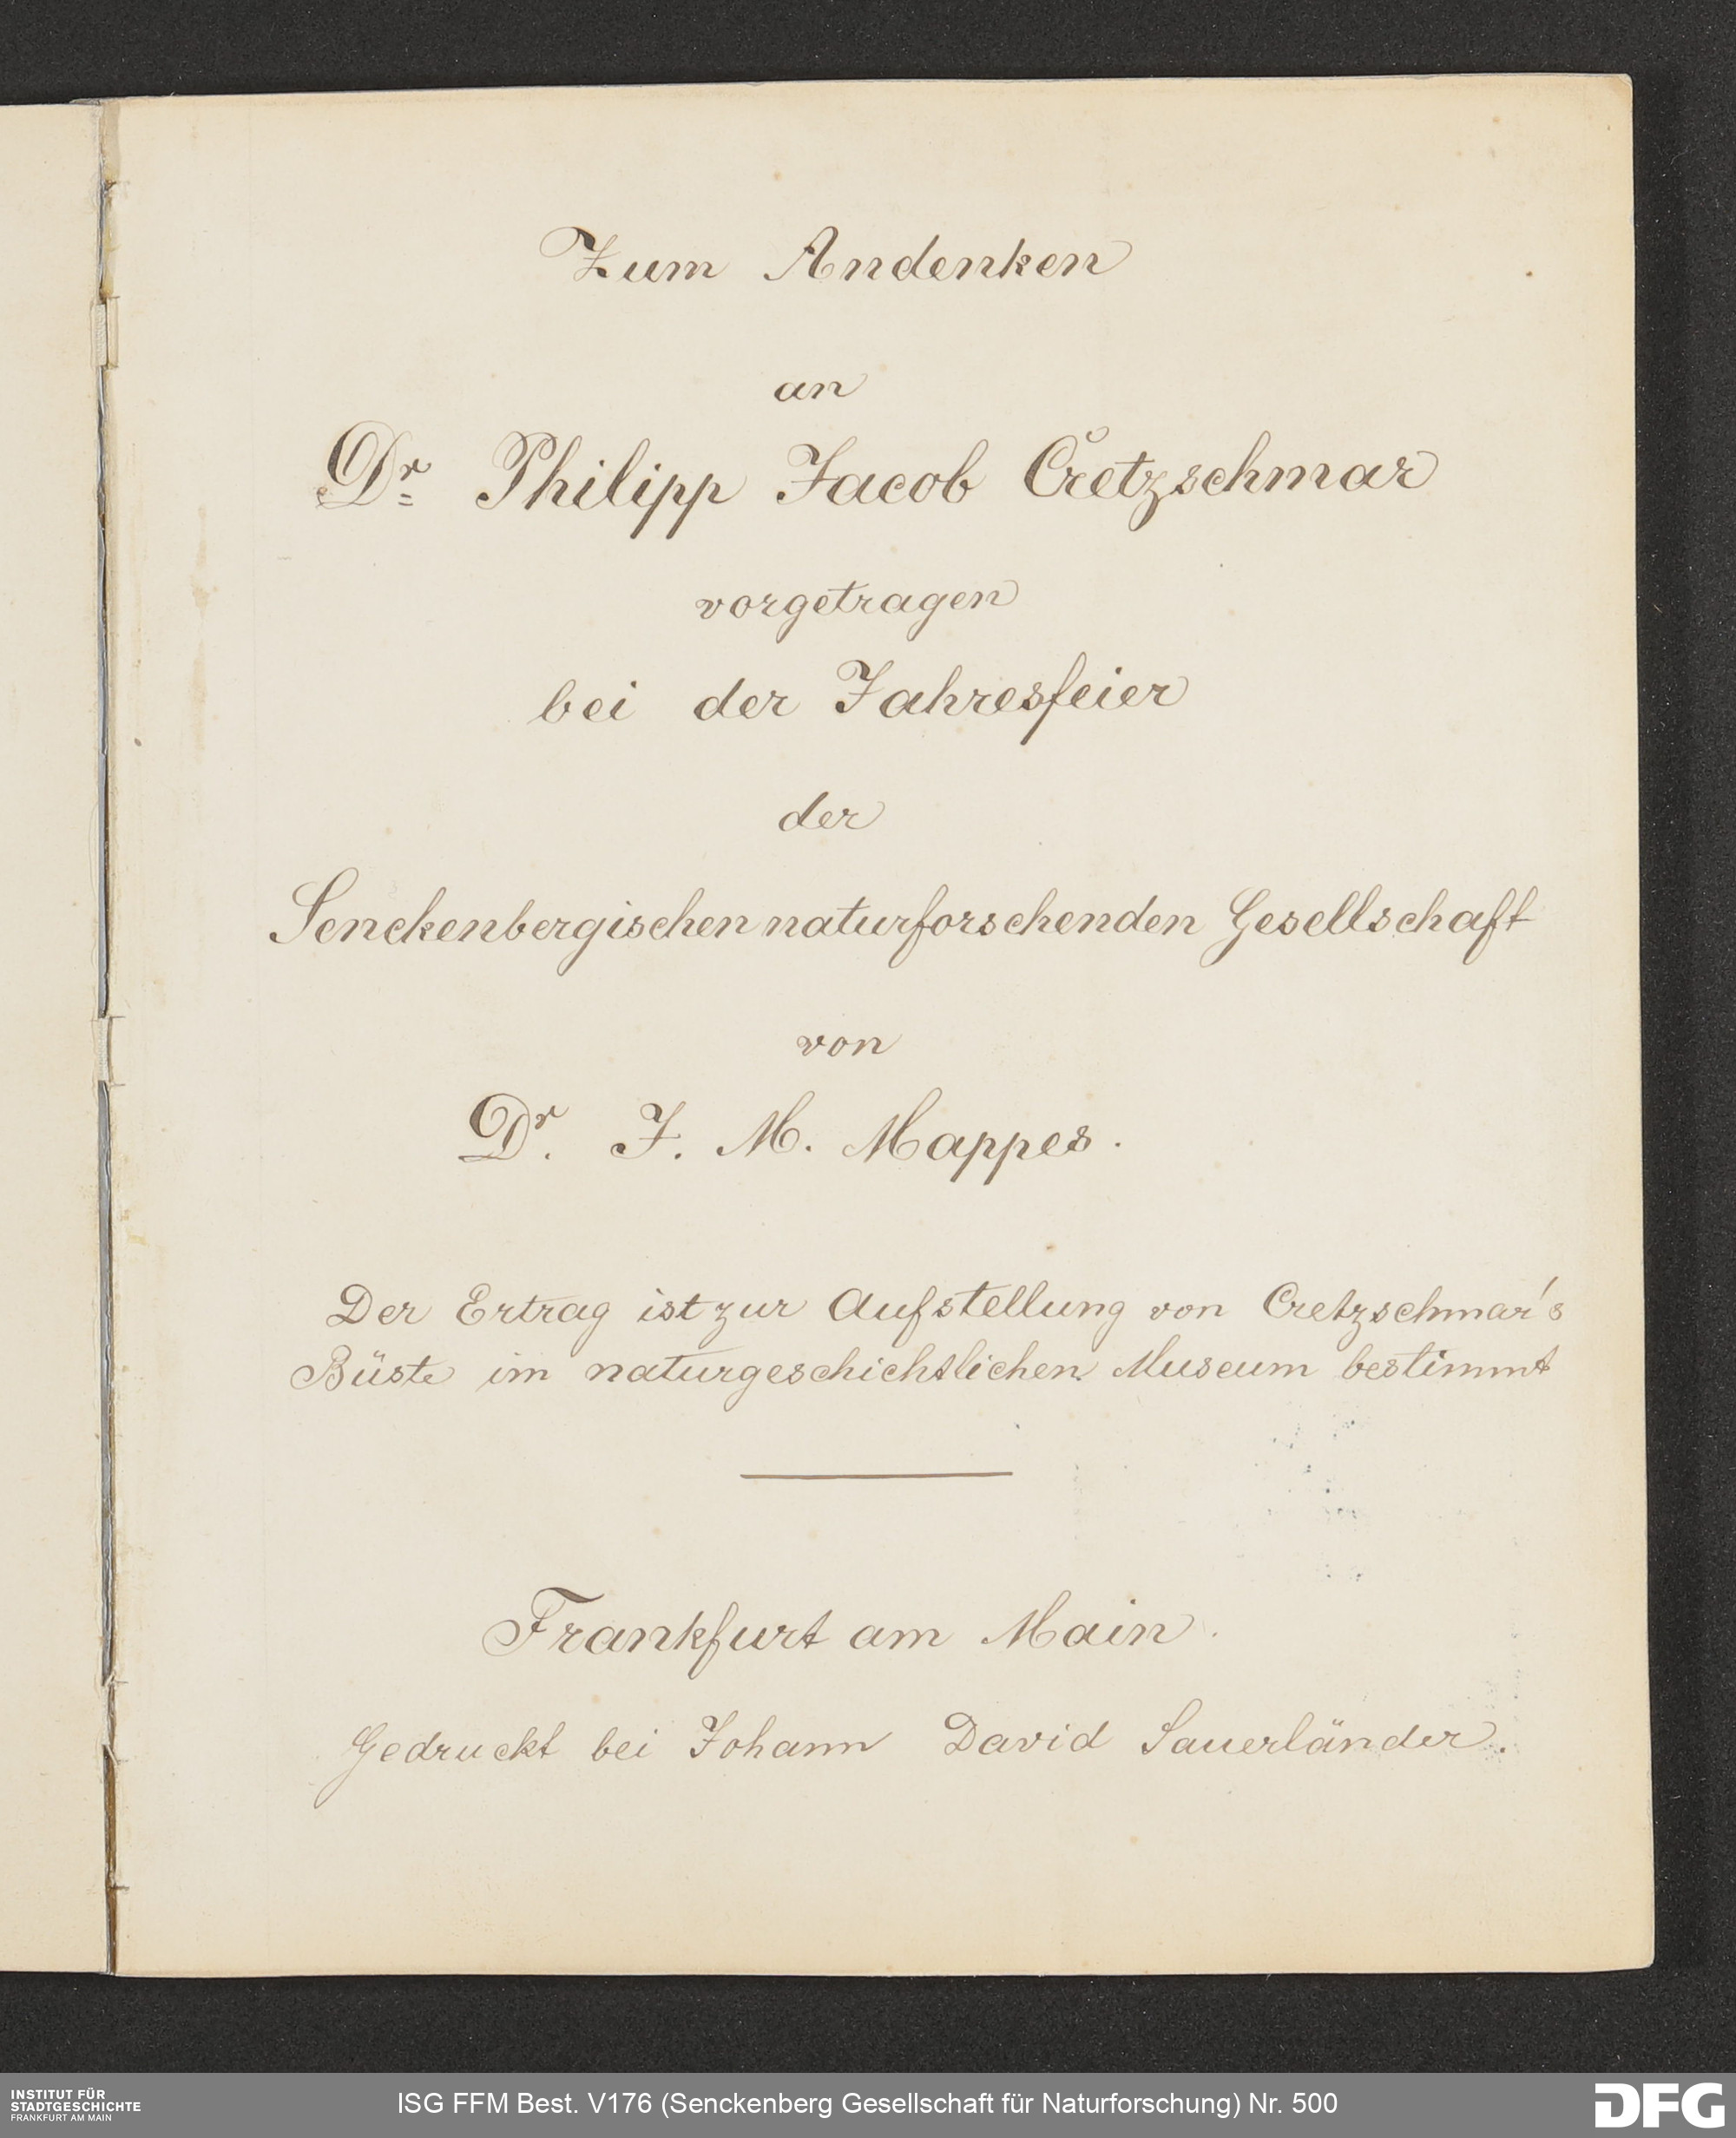 Zum Andenken
an
Dr Philipp Jacob Cretzschmar
vorgetragen
bei der Jahresfeier
der
Senckenbergischen naturforschenden Gesellschaft
von
Dr. J. M. Mappes.
Der Ertrag ist zur Aufstellung von Cretzschmar's
Büste im naturgeschichtlichen Museum bestimmt
Frankfurt am Main.
Gedruckt bei Johann David Sauerländer.
INSTITUT FÜR
STADTGESCHICHTE
FRANKFURT AM MAIN
ISG FFM Best. V176 (Senckenberg Gesellschaft für Naturforschung) Nr. 500
DFG